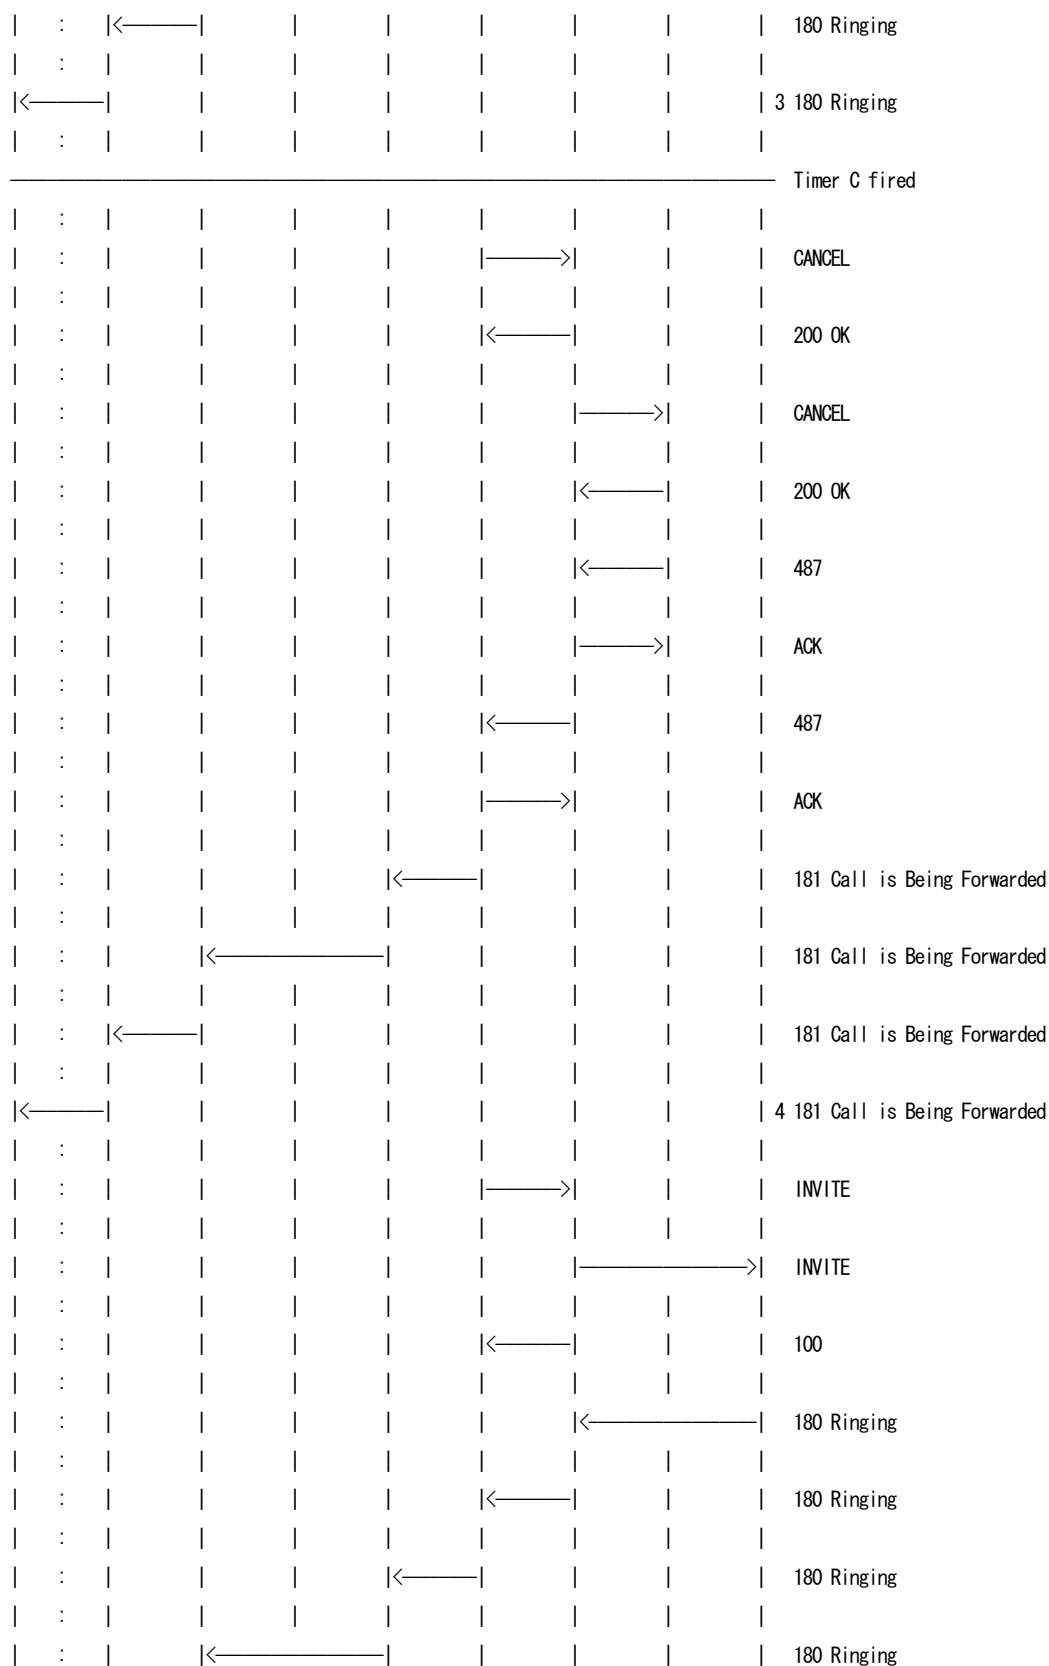 180 Ringing
3 180 Ringing
Timer C fired
CANCEL
200 OK
CANCEL
200 OK
487
ACK
487
ACK
181 Call is Being Forwarded
181 Call is Being Forwarded
181 Call is Being Forwarded
4 181 Call is Being Forwarded
INVITE
INVITE
100
180 Ringing
180 Ringing
180 Ringing
180 Ringing